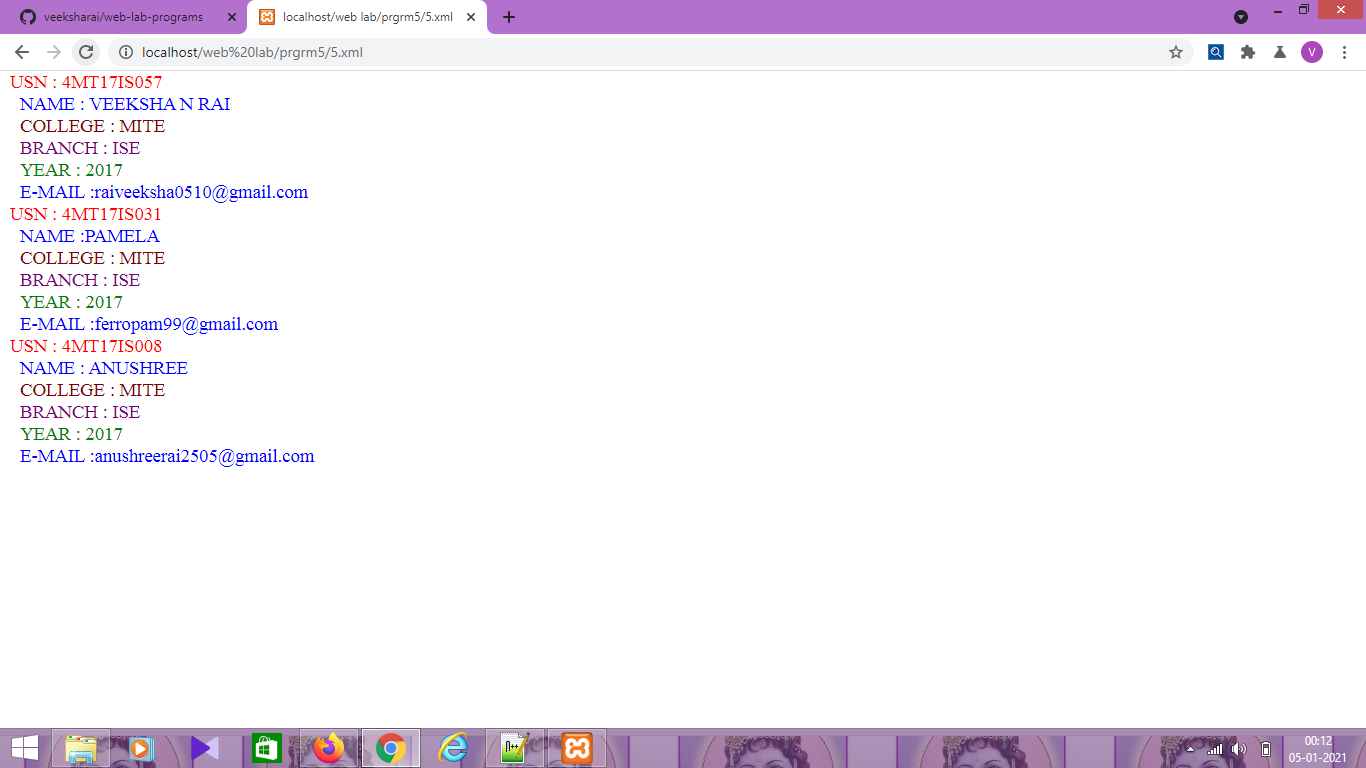 veeksharai/web-lab-programs
localhost/web lab/prgrm5/5.xml
localhost/web%20lab/prgrm5/5.xml
V
USN : 4MT17IS057
NAME : VEEKSHA N RAI
COLLEGE : MITE
BRANCH : ISE
YEAR : 2017
E-MAIL :raiveeksha0510@gmail.com
USN : 4MT17IS031
NAME :PAMELA
COLLEGE : MITE
BRANCH : ISE
YEAR : 2017
E-MAIL :ferropam99@gmail.com
USN : 4MT17IS008
NAME : ANUSHREE
COLLEGE : MITE
BRANCH : ISE
YEAR : 2017
E-MAIL :anushreerai2505@gmail.com
00:12
05-01-2021